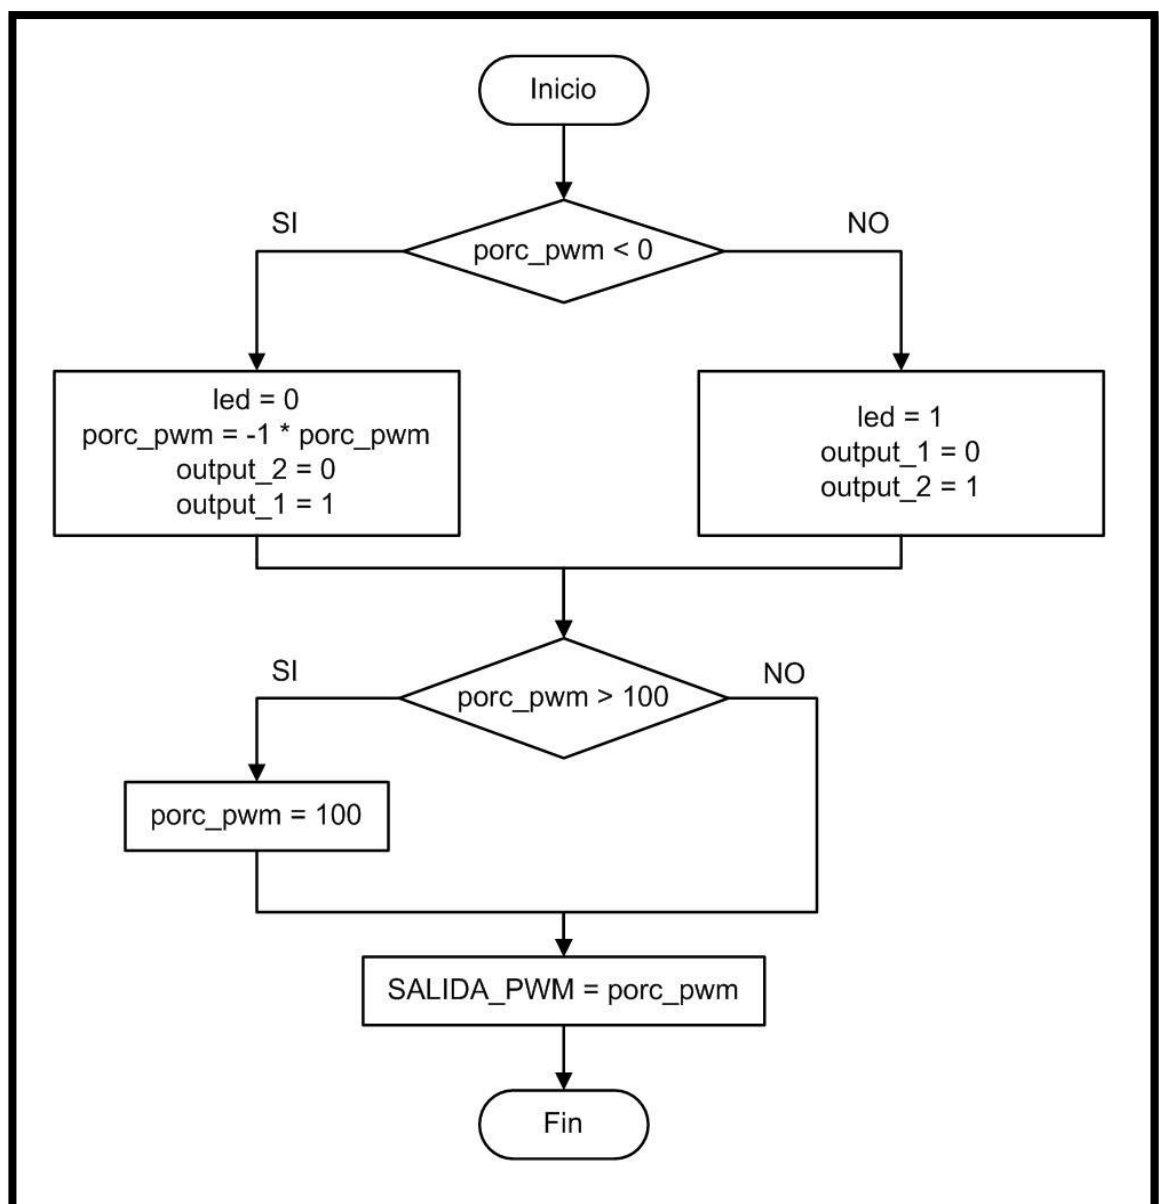 Inicio
SI
NO
porc_pwm < 0
led = 0
porc_pwm = -1 * porc_pwm
output_2 = 0
output_1 = 1
led = 1
output_1 = 0
output_2 = 1
SI
NO
porc_pwm > 100
porc_pwm = 100
SALIDA_PWM = porc_pwm
Fin